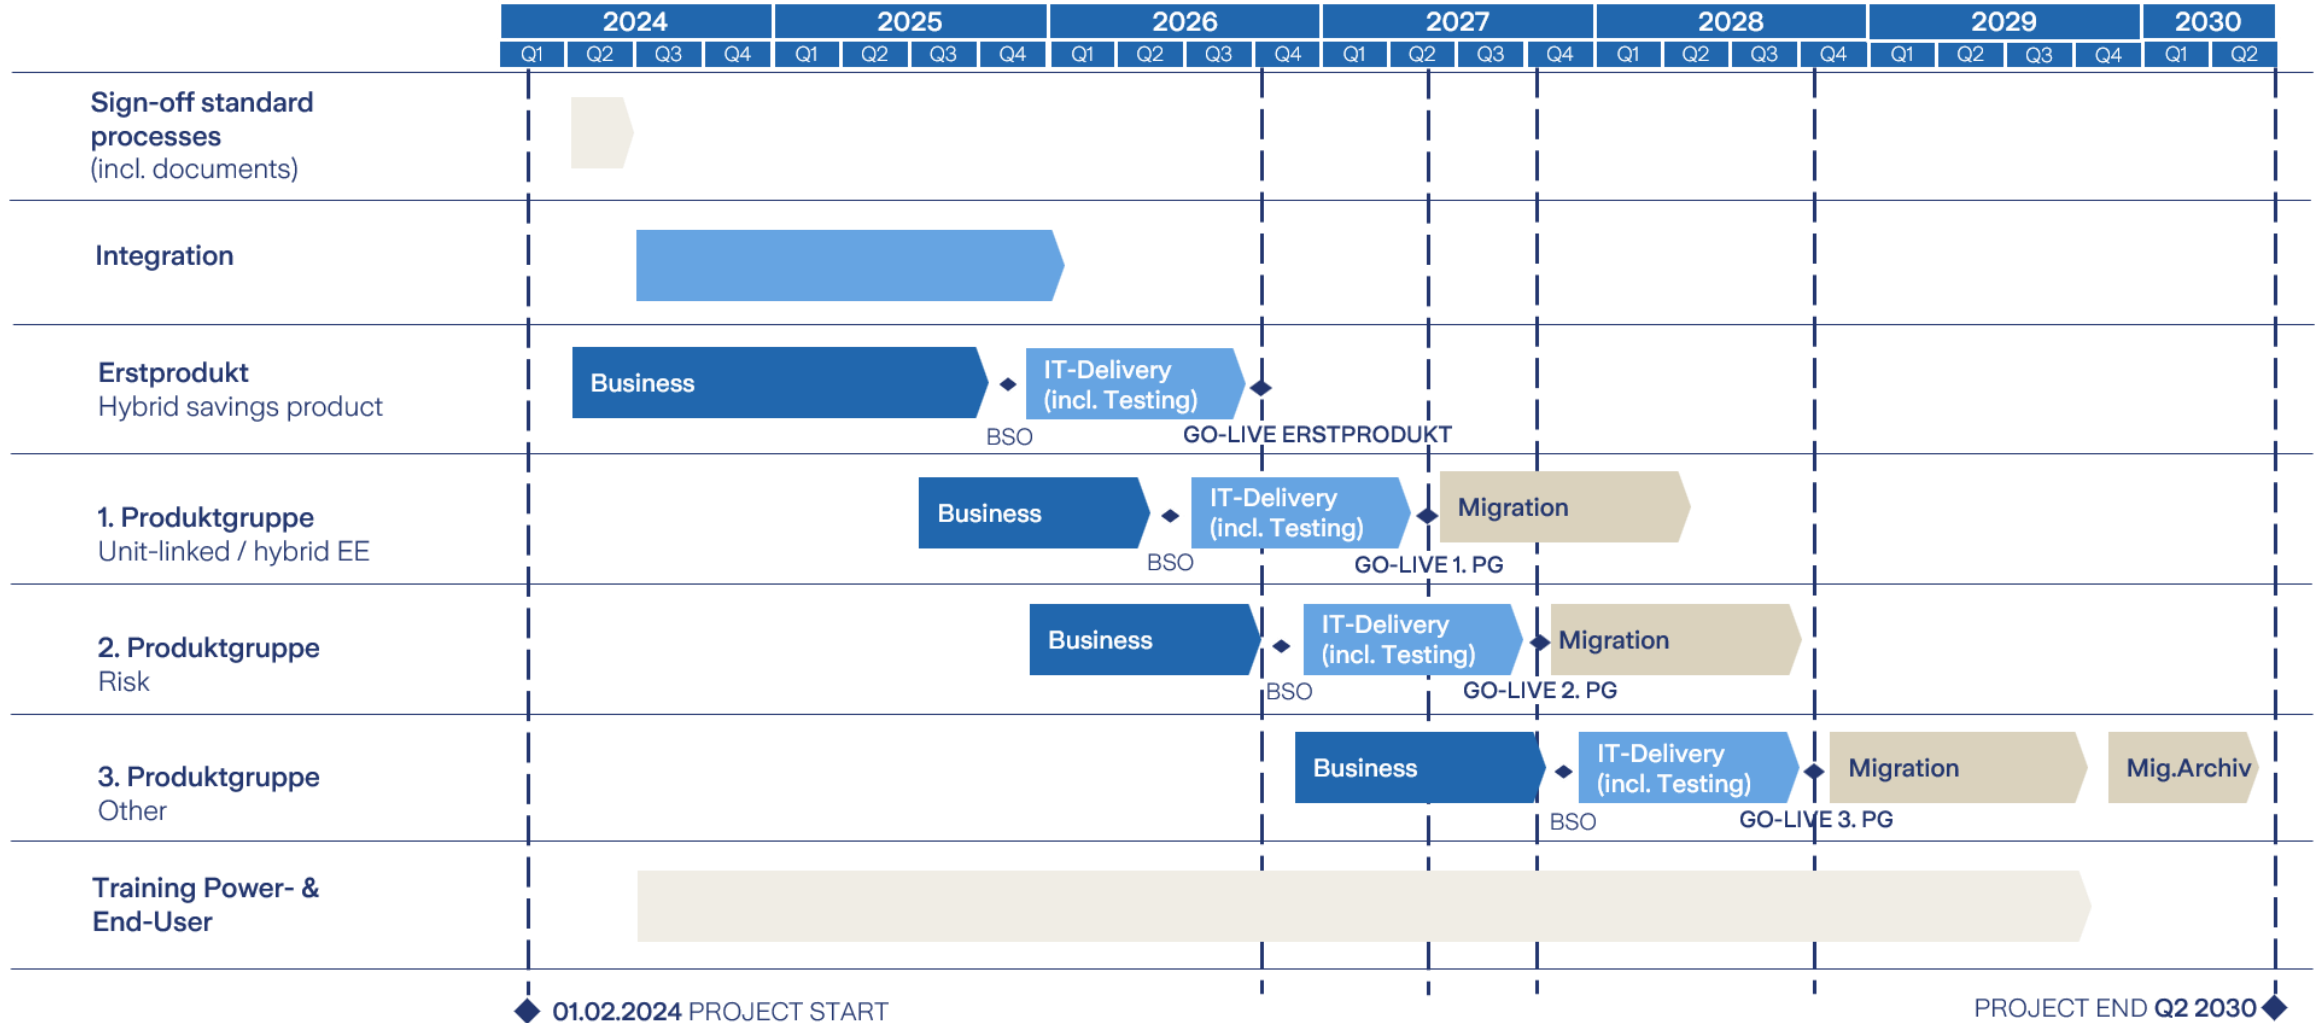 2024 2025 2026 2027 2028 2029 2030
Q1 Q2 Q3 Q4 Q1 Q2 Q3 Q4 Q1 Q2 Q3 Q4 Q1 Q2 Q3 Q4 Q1 Q2 Q3 Q4 Q1 Q2 Q3 Q4 Q1 Q2
Sign-off standard
processes
(incl. documents)
Integration
Erstprodukt
Hybrid savings product
Business
BSO
IT-Delivery
(incl. Testing)
GO-LIVE ERSTPRODUKT
1. Produktgruppe
Unit-linked / hybrid EE
Business
BSO
IT-Delivery
(incl. Testing)
GO-LIVE 1. PG
Migration
2. Produktgruppe
Risk
Business
BSO
IT-Delivery
(incl. Testing)
GO-LIVE 2. PG
Migration
3. Produktgruppe
Other
Business
BSO
IT-Delivery
(incl. Testing)
GO-LIVE 3. PG
Migration
Mig.Archiv
Training Power- &
End-User
01.02.2024 PROJECT START
PROJECT END Q2 2030